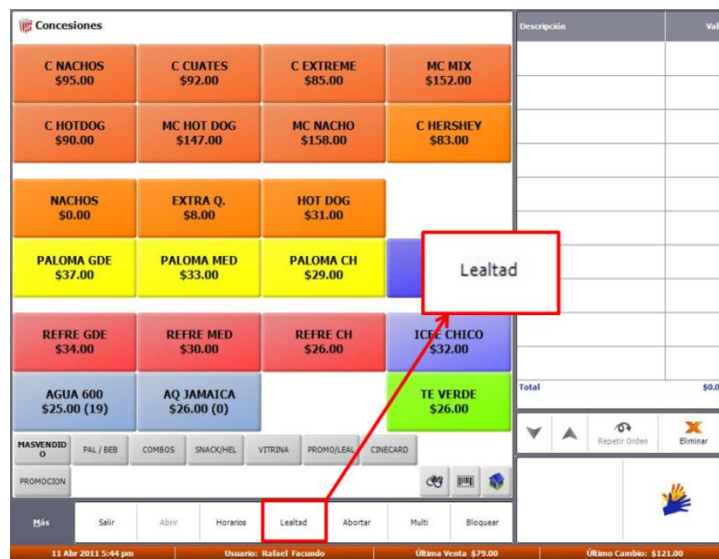 Concesiones
Descripción
C NACHOS
$95.00
C CUATES
$92.00
C EXTREME
$85.00
MC MIX
$152.00
C HOTDOG
$90.00
MC HOT DOG
$147.00
MC NACHO
$158.00
C HERSHEY
$83.00
NACHOS
$0.00
EXTRA Q.
$8.00
HOT DOG
$31.00
PALOMA GDE
$37.00
PALOMA MED
$33.00
PALOMA CH
$29.00
Lealtad
REFRE GDE
$34.00
REFRE MED
$30.00
REFRE CH
$26.00
ICEE CHICO
$32.00
AGUA 600
$25.00 (19)
AQ JAMAICA
$26.00 (0)
TE VERDE
$26.00
Total
MASVENDID
O
PAL / BEB
COMBOS
SNACK/HEL
VITRINA
PROMO/LEAL
CINECARD
Repetir Orden
Eliminar
PROMOCION
Más
Salir
Abrir
Horarios
Lealtad
Abortar
Multi
Bloquear
11 Abr 2011 5:44 pm
Usuario: Rafael Facundo
Última Venta $79.00
Último Cambio: $121.00